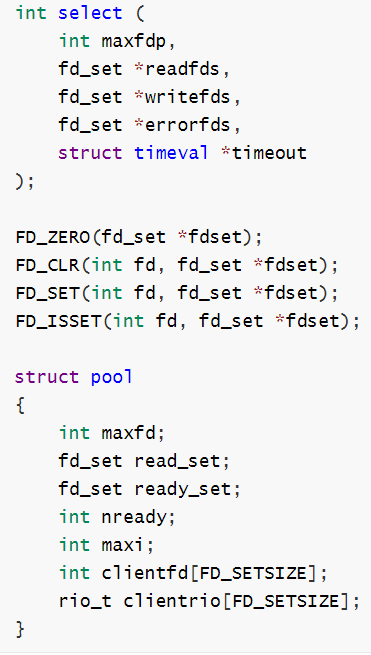 int select (
    int maxfdp,
    fd_set *readfds,
    fd_set *writefds,
    fd_set *errorfds,
    struct timeval *timeout
);

FD_ZERO(fd_set *fdset);
FD_CLR(int fd, fd_set *fdset);
FD_SET(int fd, fd_set *fdset);
FD_ISSET(int fd, fd_set *fdset);

struct pool
{
    int maxfd;
    fd_set read_set;
    fd_set ready_set;
    int nready;
    int maxi;
    int clientfd[FD_SETSIZE];
    rio_t clientrio[FD_SETSIZE];
}